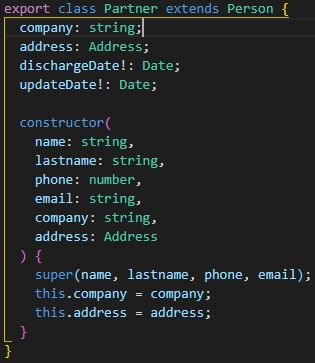 export class Partner extends Person {
  company: string;
  address: Address;
  dischargeDate!: Date;
  updateDate!: Date;

  constructor(
    name: string,
    lastname: string,
    phone: number,
    email: string,
    company: string,
    address: Address
  ) {
    super(name, lastname, phone, email);
    this.company = company;
    this.address = address;
  }
}